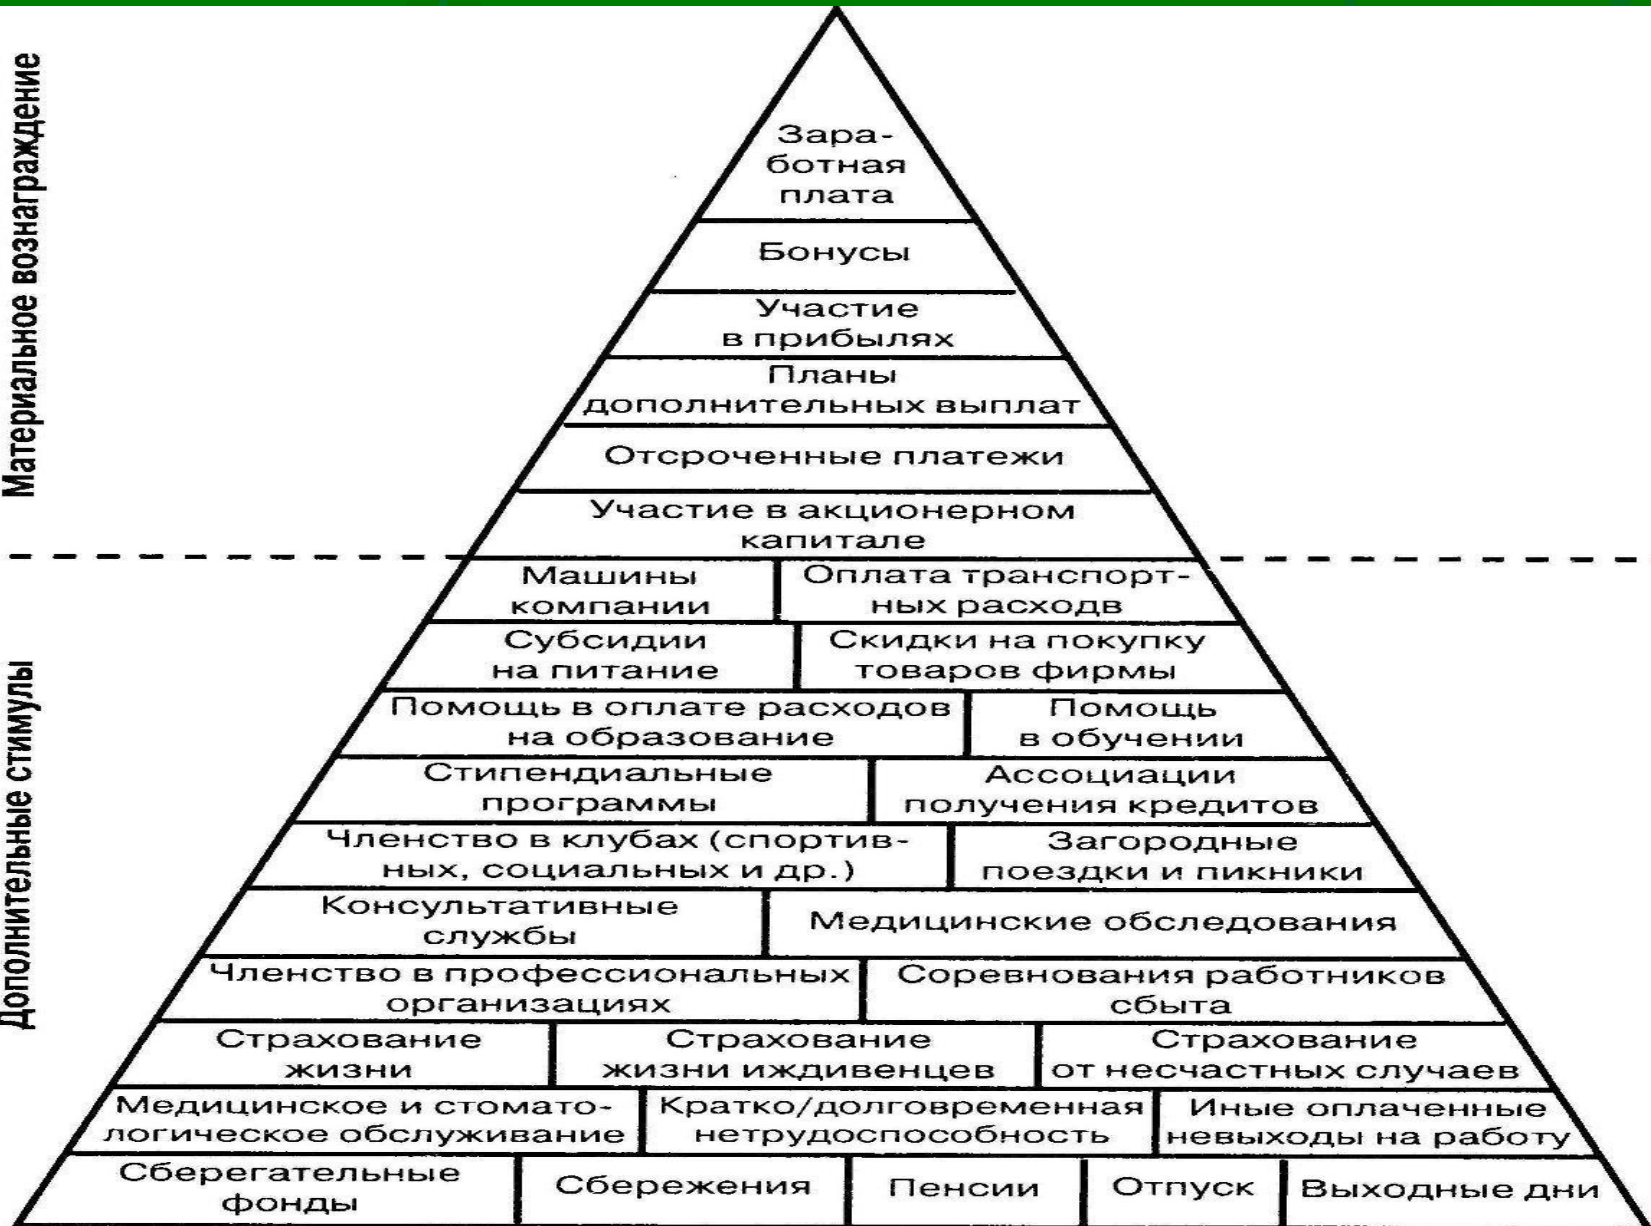 Материальное вознаграждение
Зара-
ботная
плата
Бонусы
Участие
в прибылях
Планы
дополнительных выплат
Отсроченные платежи
Участие в акционерном
капитале
Дополнительные стимулы
Машины
компании
Оплата транспорт-
ных расходв
Субсидии
на питание
Скидки на покупку
товаров фирмы
Помощь в оплате расходов
на образование
Помощь
в обучении
Стипендиальные
программы
Ассоциации
получения кредитов
Членство в клубах (спортив-
ных, социальных и др.)
Загородные
поездки и пикники
Консультативные
службы
Медицинские обследования
Членство в профессиональных
организациях
Соревнования работников
сбыта
Страхование
жизни
Страхование
жизни иждивенцев
Страхование
от несчастных случаев
Медицинское и стомато-
логическое обслуживание
Кратко/долговременная
нетрудоспособность
Иные оплаченные
невыходы на работу
Сберегательные
фонды
Сбережения
Пенсии
Отпуск
Выходные дни